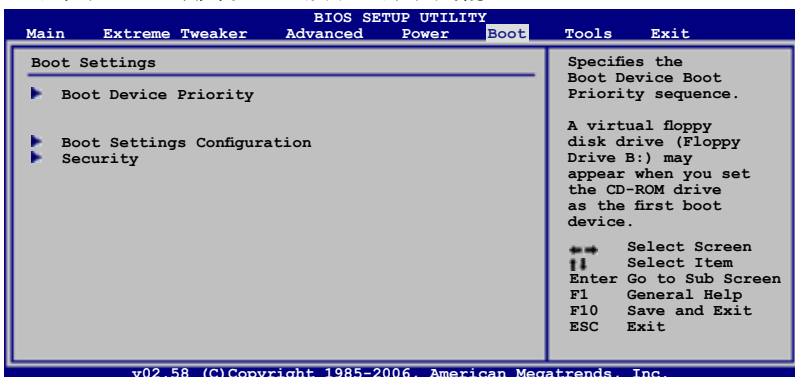 BIOS SETUP UTILITY
Main Extreme Tweaker Advanced Power Boot Tools Exit
Boot Settings
Boot Device Priority
Boot Settings Configuration
Security
Specifies the
Boot Device Boot
Priority sequence.
A virtual floppy
disk drive (Floppy
Drive B:) may
appear when you set
the CD-ROM drive
as the first boot
device.
Select Screen
Select Item
Enter Go to Sub Screen
F1 General Help
F10 Save and Exit
ESC Exit
v02.58 (C)Copyright 1985-2006, American Megatrends, Inc.